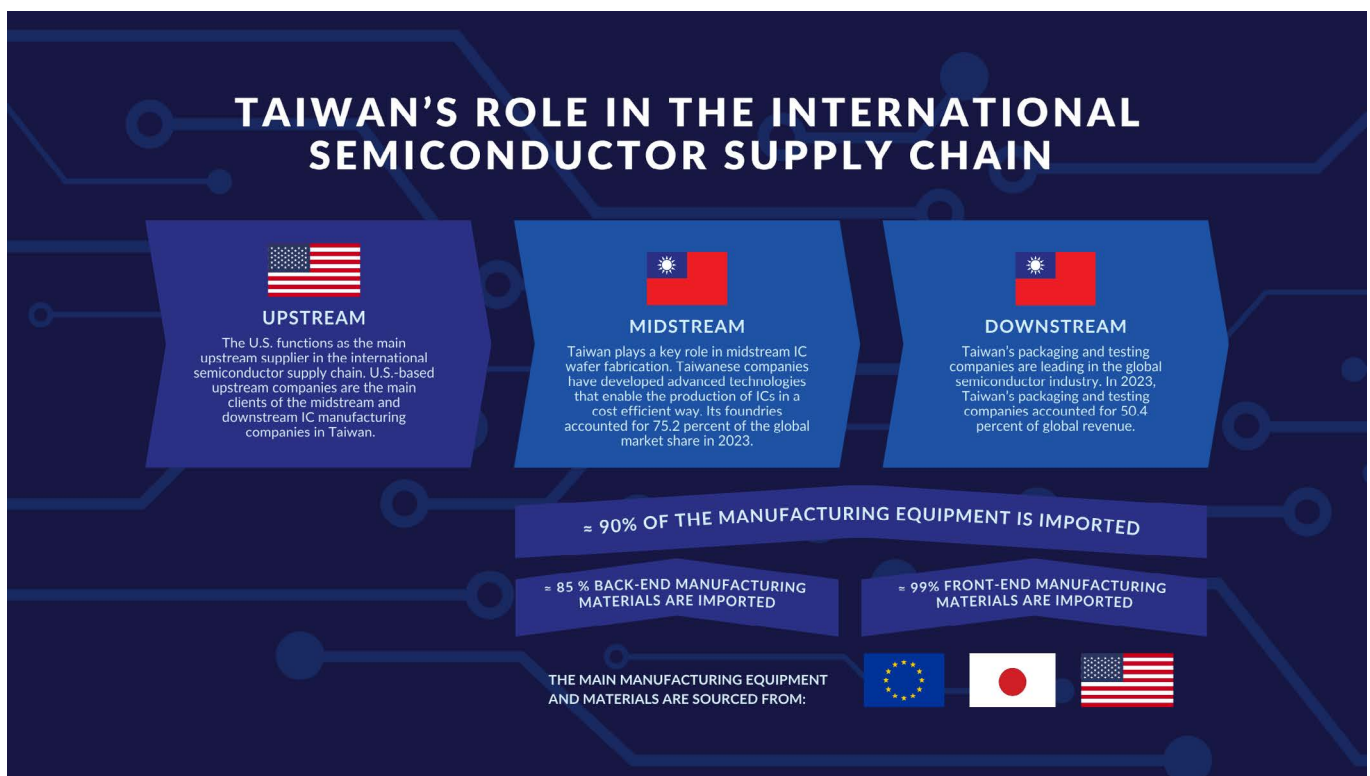 TAIWAN'S ROLE IN THE INTERNATIONAL
SEMICONDUCTOR SUPPLY CHAIN
UPSTREAM
The U.S. functions as the main
upstream supplier in the international
semiconductor supply chain. U.S.-based
upstream companies are the main
clients of the midstream and
downstream IC manufacturing
companies in Taiwan.
MIDSTREAM
Taiwan plays a key role in midstream IC
wafer fabrication. Taiwanese companies
have developed advanced technologies
that enable the production of ICs in a
cost efficient way. Its foundries
accounted for 75.2 percent of the global
market share in 2023.
DOWNSTREAM
Taiwan's packaging and testing
companies are leading in the global
semiconductor industry. In 2023,
Taiwan's packaging and testing
companies accounted for 50.4
percent of global revenue.
≈ 90% OF THE MANUFACTURING EQUIPMENT IS IMPORTED
≈ 85 % BACK-END MANUFACTURING
MATERIALS ARE IMPORTED
≈ 99% FRONT-END MANUFACTURING
MATERIALS ARE IMPORTED
THE MAIN MANUFACTURING EQUIPMENT
AND MATERIALS ARE SOURCED FROM: